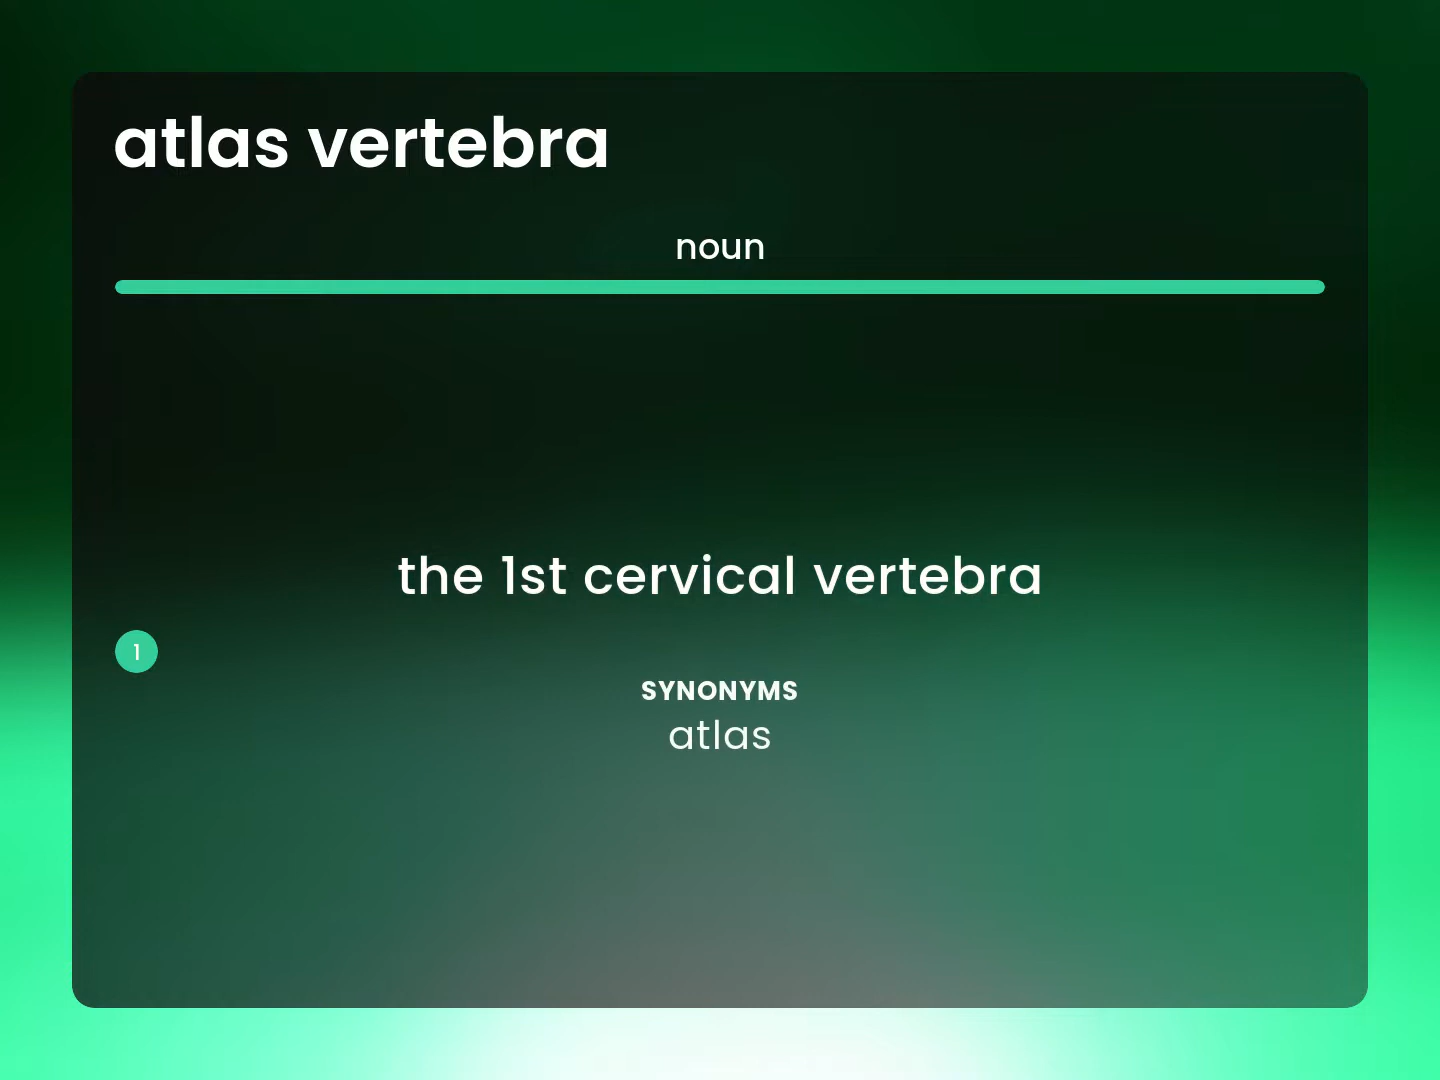 atlas vertebra
noun
the 1st cervical vertebra
1
SYNONYMS
atlas